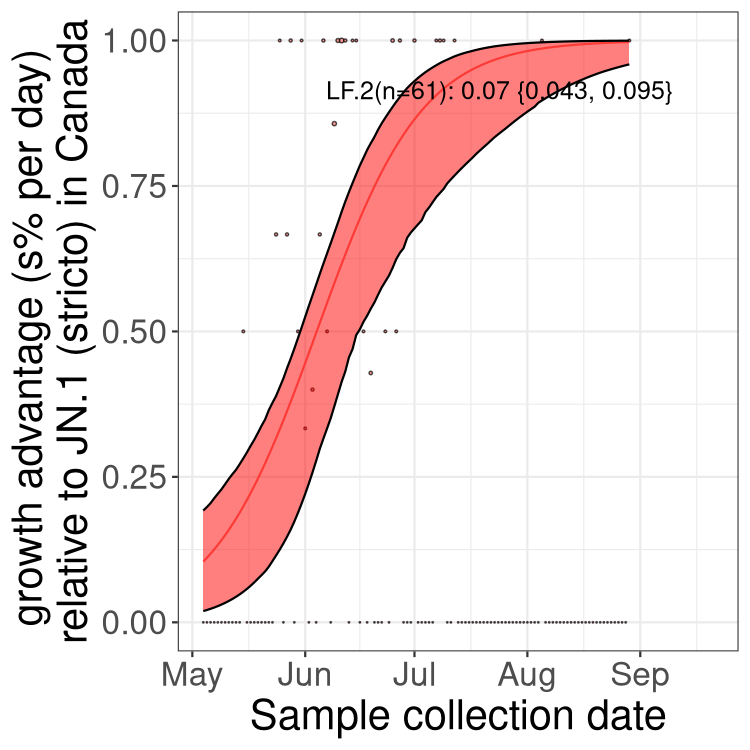 growth advantage (s% per day)
relative to JN.1 (stricto) in Canada
1.00
0.75
0.50
0.25
0.00
LF.2(n=61): 0.07 {0.043, 0.095}
May Jun Jul Aug Sep
Sample collection date